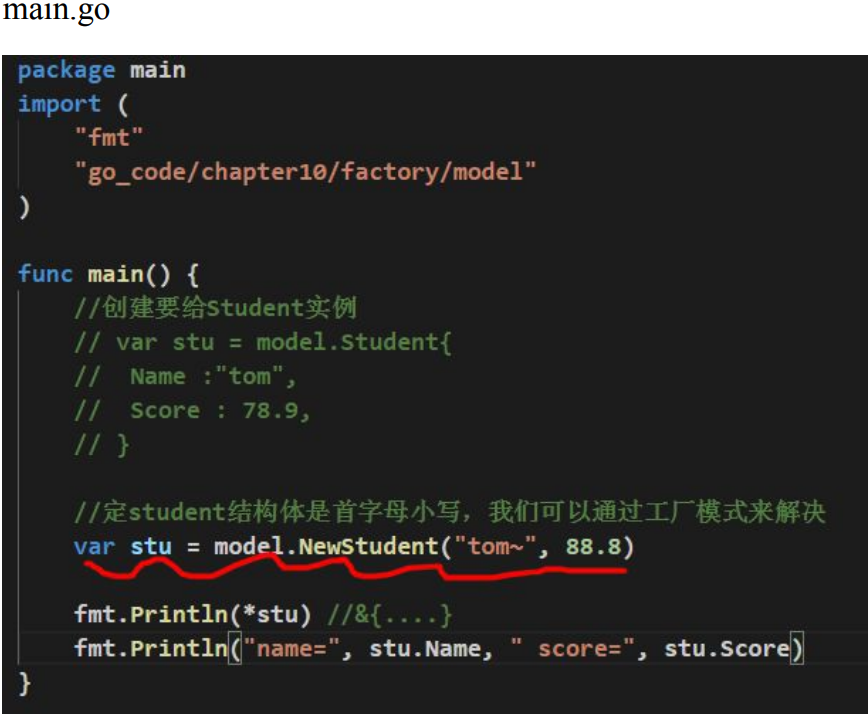 main.go
package main
import (
"fmt"
"go_code/chapter10/factory/model"
)
func main() {
//创建要给Student实例
// var stu = model.Student{
// Name :"tom",
// Score : 78.9,
// }
//定student结构体是首字母小写，我们可以通过工厂模式来解决
var stu = model.NewStudent("tom~", 88.8)
fmt.Println(*stu) //&{....}
fmt.Println("name=", stu.Name, " score=", stu.Score)
}